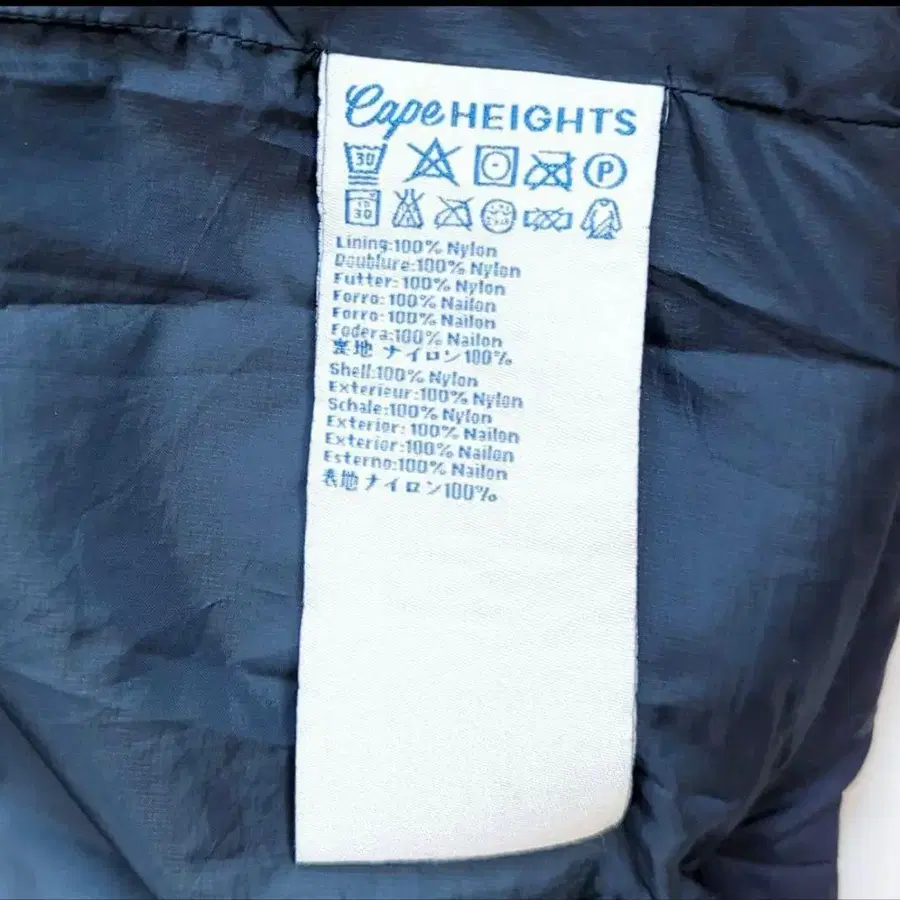 Cape HEIGHTS
30 P
30
Lining:100% Nylon
Doublure:100% Nylon
Futter:100% Nylon
Forro:100% Nailon
Forro:100% Nailon
Fodera:100% Nailon
裏地 ナイロン100%
Shell:100% Nylon
Exterieur:100% Nylon
Schale:100% Nylon
Exterior:100% Nailon
Exterior:100% Nailon
Esterno:100% Nailon
表地 ナイロン100%